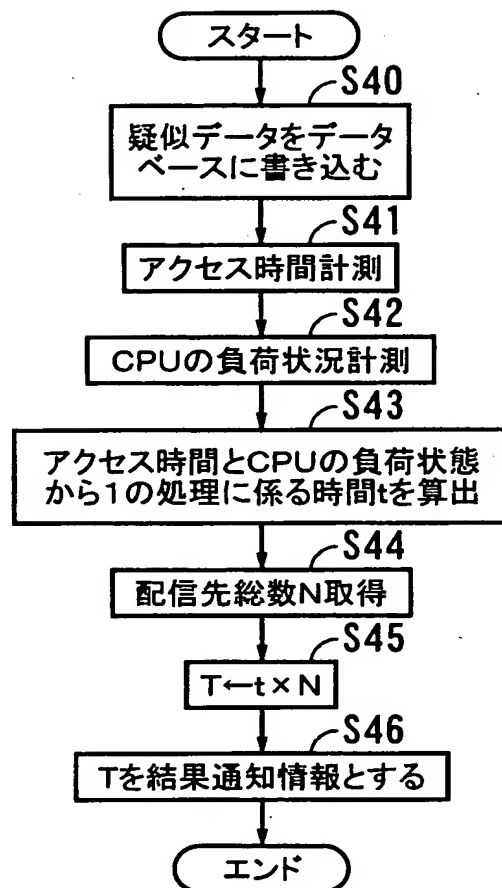 スタート
S40
疑似データをデータ
ベースに書き込む
S41
アクセス時間計測
S42
CPUの負荷状況計測
S43
アクセス時間とCPUの負荷状態
から1の処理に係る時間tを算出
S44
配信先総数N取得
S45
T←t×N
S46
Tを結果通知情報とする
エンド